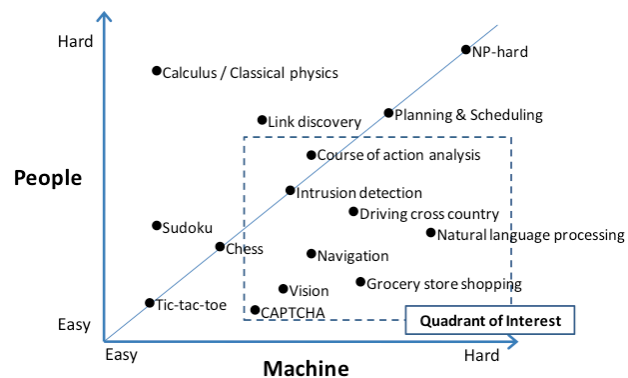 Hard
NP-hard
Calculus / Classical physics
Link discovery
Planning & Scheduling
Course of action analysis
People
Intrusion detection
Driving cross country
Sudoku
Natural language processing
Chess
Navigation
Grocery store shopping
Vision
Tic-tac-toe
CAPTCHA
Easy
Quadrant of Interest
Easy
Hard
Machine